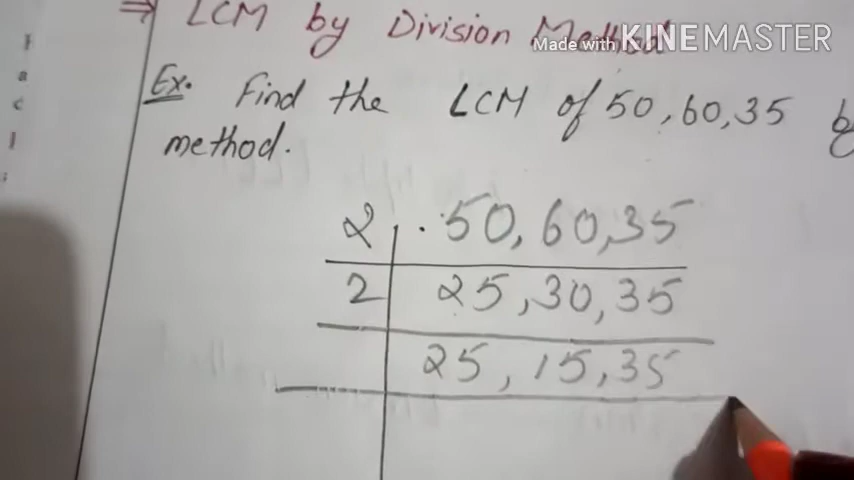 ⇒ LCM by Division Method
Made with KINEMASTER
Ex. Find the LCM of 50,60,35
method.
2 . 50, 60, 35
2 25, 30, 35
25, 15, 35